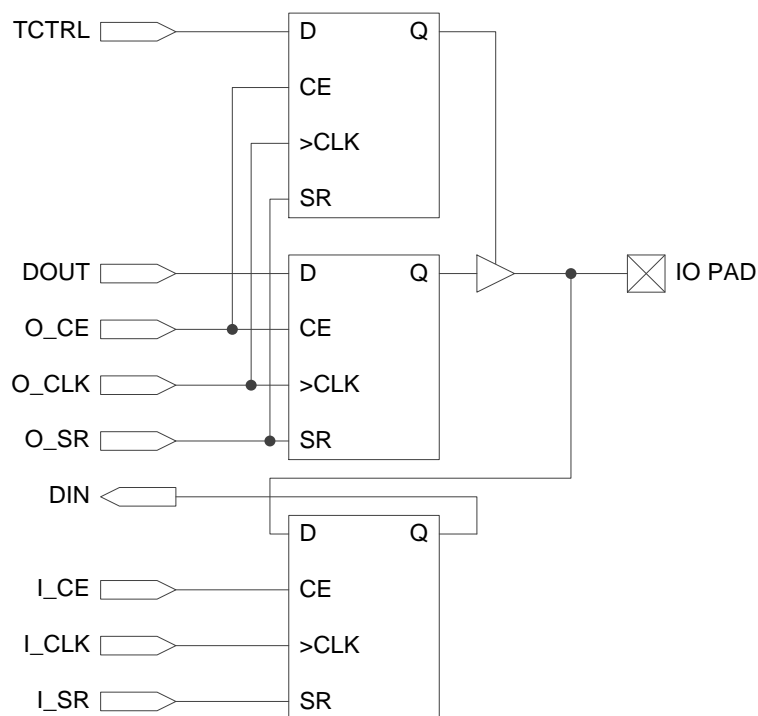 TCTRL
D
Q
CE
>CLK
SR
DOUT
D
Q
IO PAD
O_CE
CE
O_CLK
>CLK
O_SR
SR
DIN
D
Q
I_CE
CE
I_CLK
>CLK
I_SR
SR